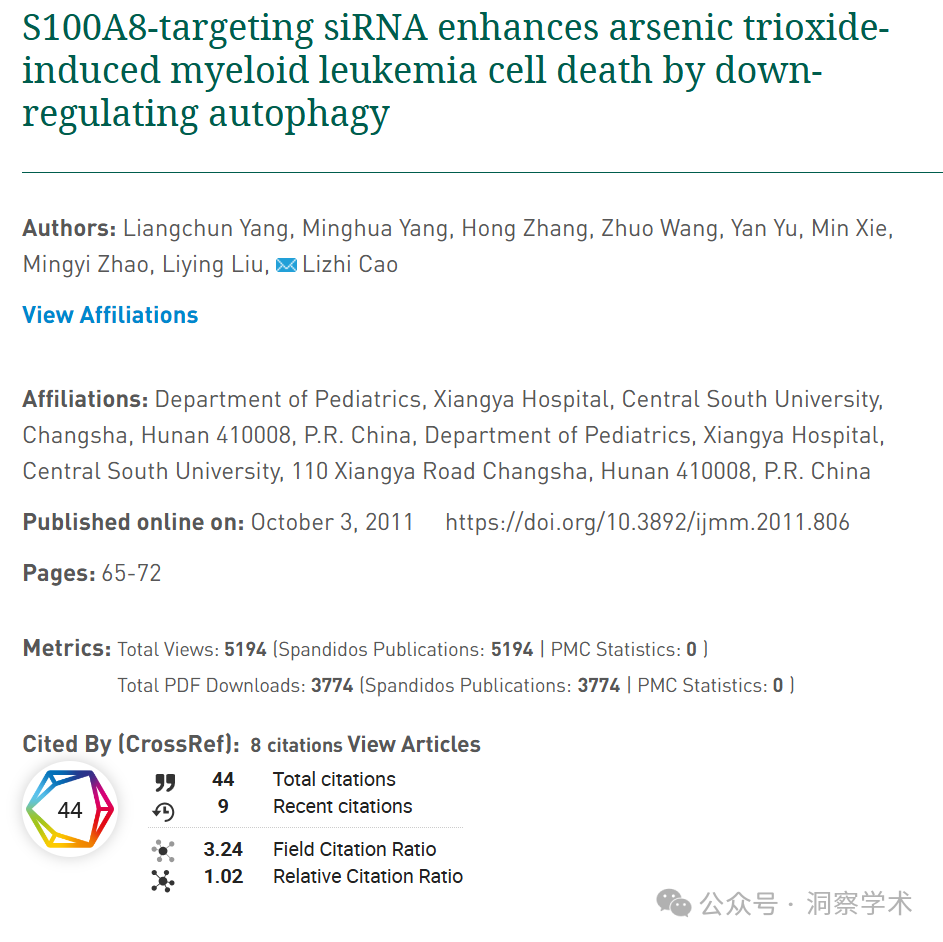 S100A8-targeting siRNA enhances arsenic trioxide-
induced myeloid leukemia cell death by down-
regulating autophagy
Authors: Liangchun Yang, Minghua Yang, Hong Zhang, Zhuo Wang, Yan Yu, Min Xie,
Mingyi Zhao, Liying Liu, Lizhi Cao
View Affiliations
Affiliations: Department of Pediatrics, Xiangya Hospital, Central South University,
Changsha, Hunan 410008, P.R. China, Department of Pediatrics, Xiangya Hospital,
Central South University, 110 Xiangya Road Changsha, Hunan 410008, P.R. China
Published online on: October 3, 2011 https://doi.org/10.3892/ijmm.2011.806
Pages: 65-72
Metrics: Total Views: 5194 (Spandidos Publications: 5194 | PMC Statistics: 0 )
Total PDF Downloads: 3774 (Spandidos Publications: 3774 | PMC Statistics: 0 )
Cited By (CrossRef): 8 citations View Articles
44
44 Total citations
9 Recent citations
3.24 Field Citation Ratio
1.02 Relative Citation Ratio
公众号 · 洞察学术